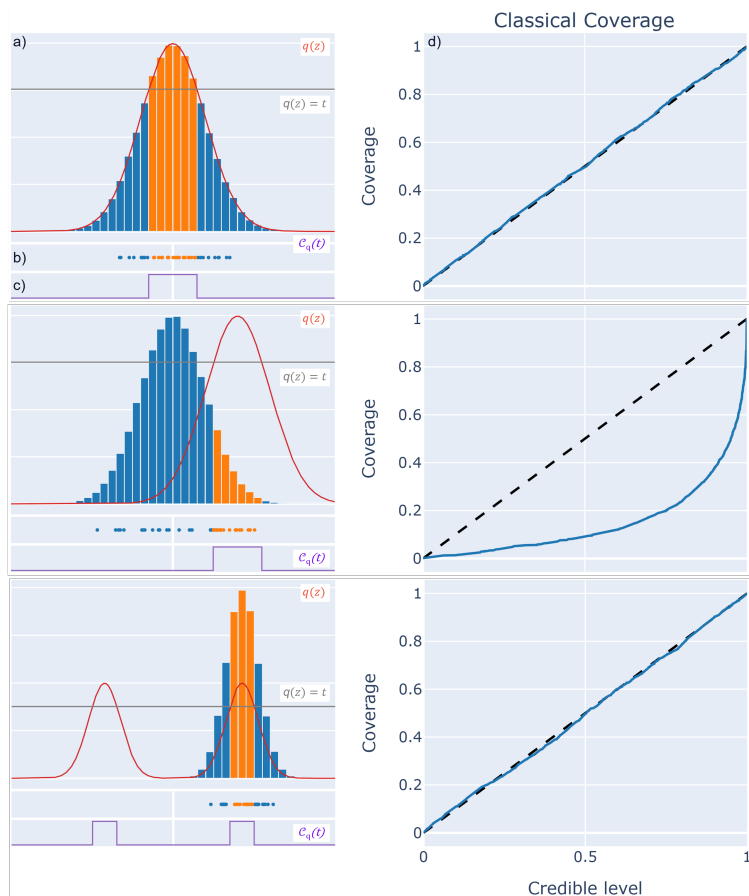 Classical Coverage
a)
q(z)
q(z) = t
b)
𝒞q(t)
c)
d)
1
0.8
0.6
0.4
0.2
0
Coverage
q(z)
q(z) = t
𝒞q(t)
1
0.8
0.6
0.4
0.2
0
Coverage
q(z)
q(z) = t
𝒞q(t)
1
0.8
0.6
0.4
0.2
0
Coverage
0
0.5
1
Credible level